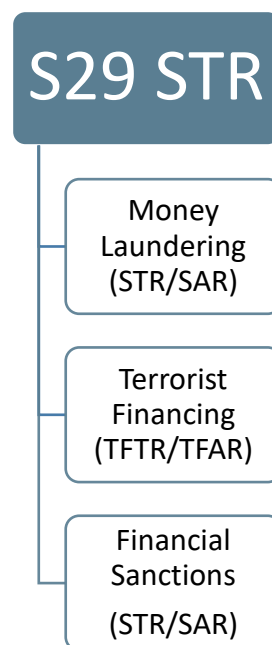 S29 STR
Money
Laundering
(STR/SAR)
Terrorist
Financing
(TFTR/TFAR)
Financial
Sanctions
(STR/SAR)